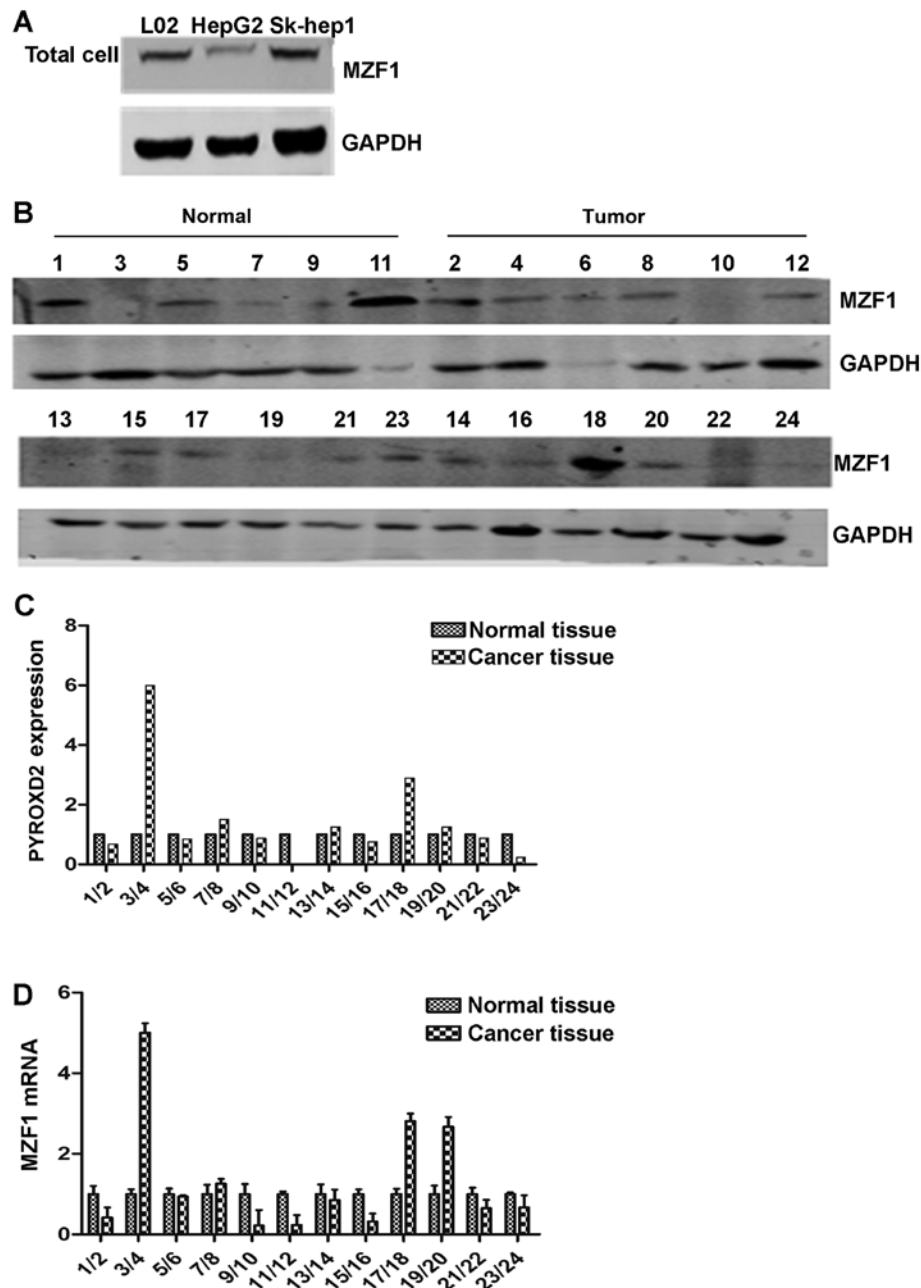 A
L02 HepG2 Sk-hep1
Total cell
MZF1
GAPDH
B
Normal Tumor
1 3 5 7 9 11 2 4 6 8 10 12
MZF1
GAPDH
13 15 17 19 21 23 14 16 18 20 22 24
MZF1
GAPDH
C
PYROXD2 expression
8
6
4
2
0
Normal tissue
Cancer tissue
1/2 3/4 5/6 7/8 9/10 11/12 13/14 15/16 17/18 19/20 21/22 23/24
D
MZF1 mRNA
6
4
2
0
Normal tissue
Cancer tissue
1/2 3/4 5/6 7/8 9/10 11/12 13/14 15/16 17/18 19/20 21/22 23/24